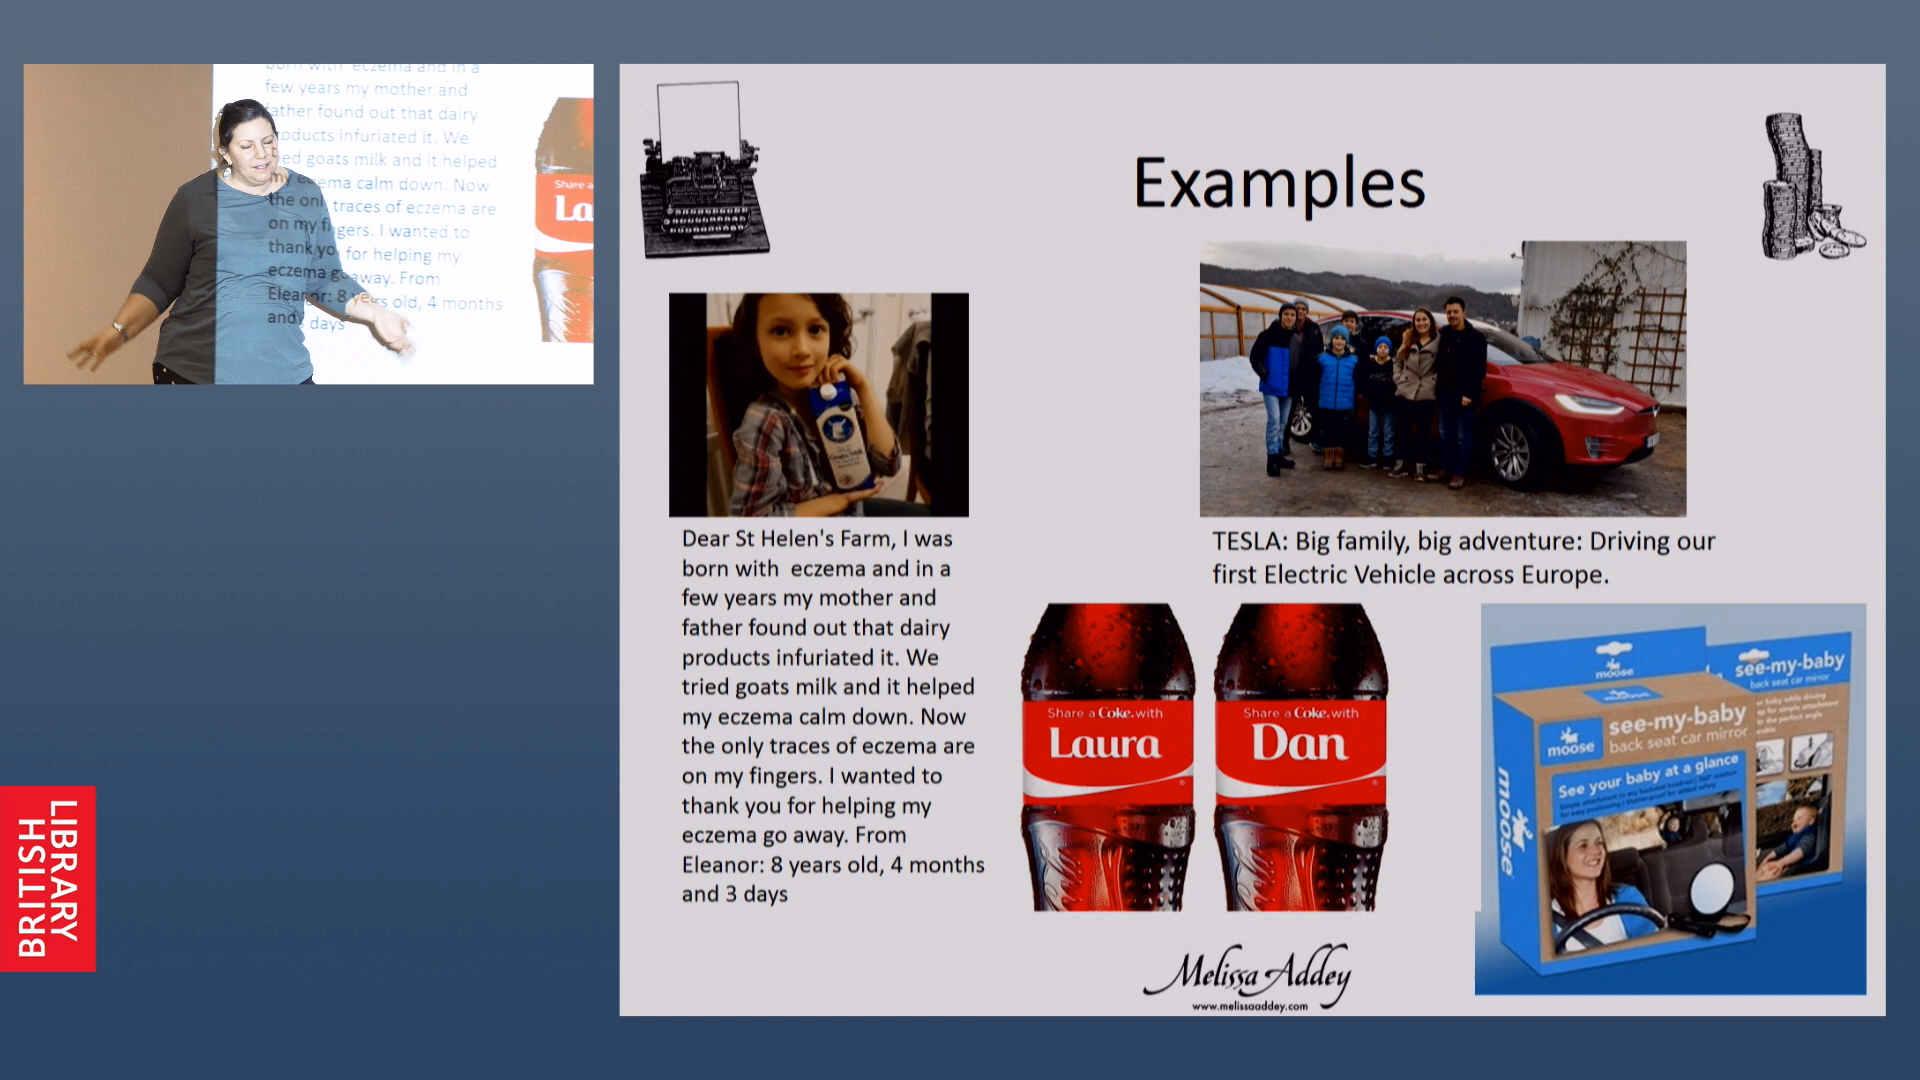 born with eczema and in a
few years my mother and
father found out that dairy
products infuriated it. We
tried goats milk and it helped
my eczema calm down. Now
the only traces of eczema are
on my fingers. I wanted to
thank you for helping my
eczema go away. From
Eleanor: 8 years old, 4 months
and days
Share a
La
BRITISH
LIBRARY
Examples
Dear St Helen's Farm, I was
born with eczema and in a
few years my mother and
father found out that dairy
products infuriated it. We
tried goats milk and it helped
my eczema calm down. Now
the only traces of eczema are
on my fingers. I wanted to
thank you for helping my
eczema go away. From
Eleanor: 8 years old, 4 months
and 3 days
TESLA: Big family, big adventure: Driving our
first Electric Vehicle across Europe.
Share a Coke with
Laura
Share a Coke with
Dan
moose
see-my-baby
back seat car mirror
moose
see-my-baby
back seat car mirror
See your baby at a glance
moose
Melissa Addey
www.melissaaddey.com